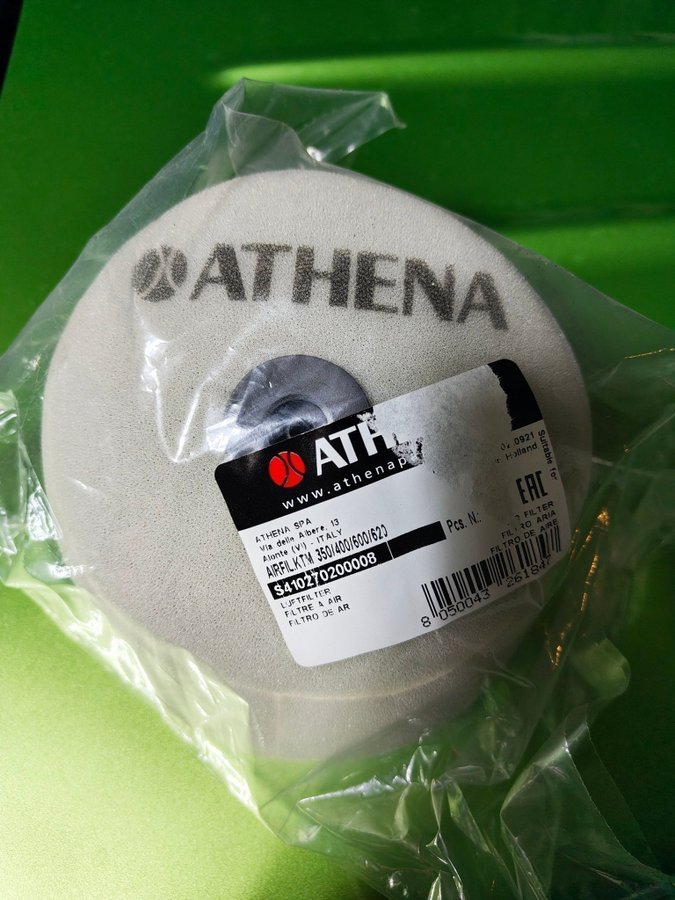 ATHENA
ATH
www.athenap
0921
Holland
Suitable for
ATHENA SPA
Via delle Albere, 13
Alonte (VI) - ITALY
AIRFILKTM 350/400/600/620
S410270200008
Pcs. N.:
EAC
LUFTFILTER
FILTRE A AIR
FILTRO DE AR
FILTER
FILTRO ARIA
FILTRO DE AIRE
8 050043 26184